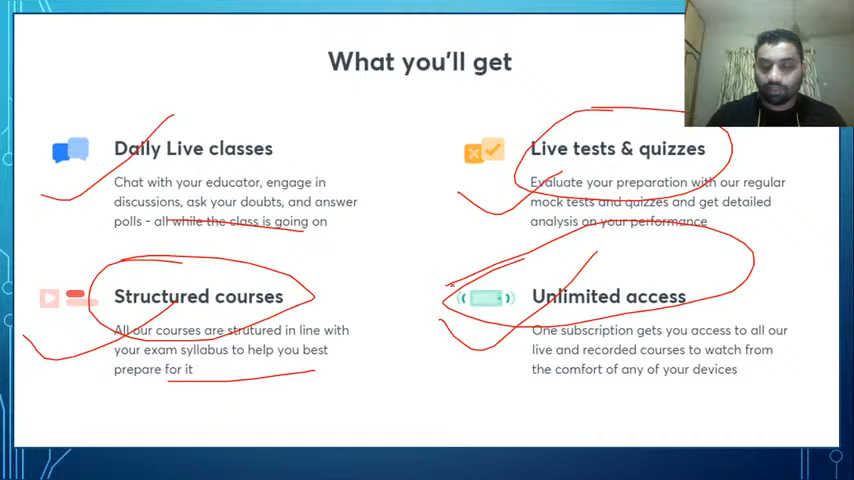 What you'll get
Daily Live classes
Chat with your educator, engage in
discussions, ask your doubts, and answer
polls - all while the class is going on
Live tests & quizzes
Evaluate your preparation with our regular
mock tests and quizzes and get detailed
analysis on your performance
Structured courses
All our courses are strutured in line with
your exam syllabus to help you best
prepare for it
Unlimited access
One subscription gets you access to all our
live and recorded courses to watch from
the comfort of any of your devices